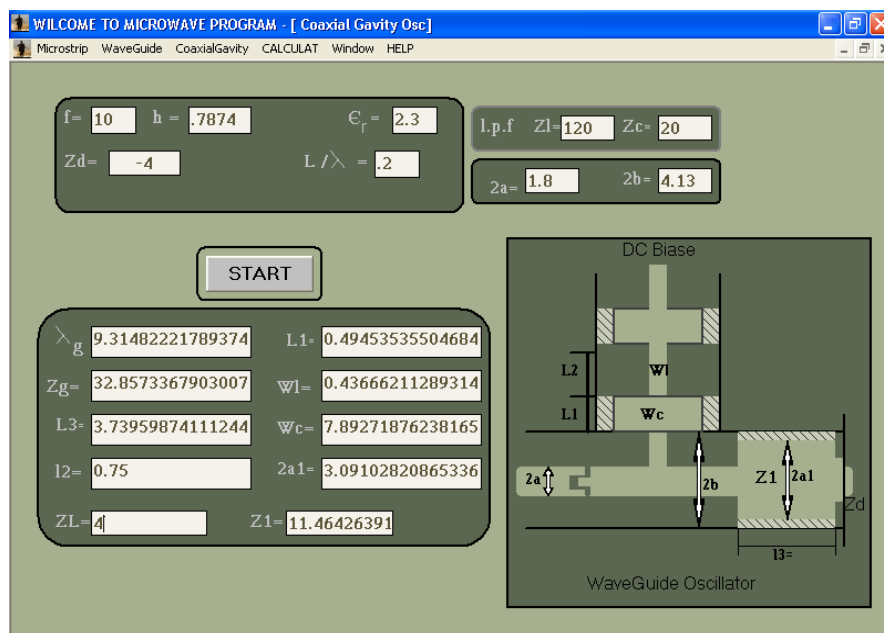 WILCOME TO MICROWAVE PROGRAM - [ Coaxial Gavity Osc]
Microstrip WaveGuide CoaxialGavity CALCULAT Window HELP
f= 10 h = .7874 Є r = 2.3
Zd= -4 L /λ = .2
l.p.f Zl= 120 Zc= 20
2a= 1.8 2b= 4.13
START
λg 9.31482221789374 L1= 0.49453535504684
Zg= 32.8573367903007 Wl= 0.43666211289314
L3= 3.73959874111244 Wc= 7.89271876238165
l2= 0.75 2a1= 3.09102820865336
ZL= 4 Z1= 11.46426391
DC Biase
L2 Wl
L1 Wc
2a 2b Z1 2a1
Zd
l3=
WaveGuide Oscillator